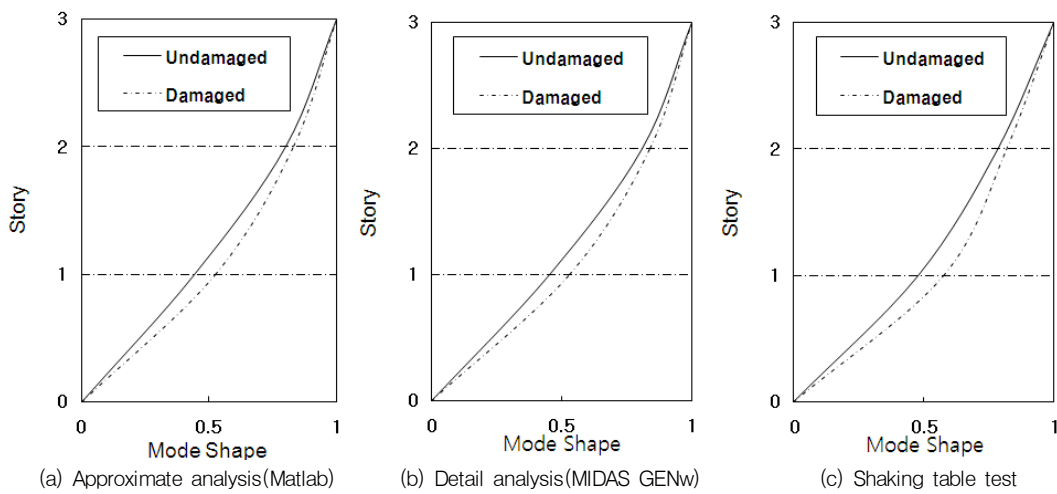 3
2
1
0
Story
Undamaged
Damaged
0
0.5
1
Mode Shape
(a) Approximate analysis(Matlab)
3
2
1
0
Story
Undamaged
Damaged
0
0.5
1
Mode Shape
(b) Detail analysis(MIDAS GENw)
3
2
1
0
Story
Undamaged
Damaged
0
0.5
1
Mode Shape
(c) Shaking table test